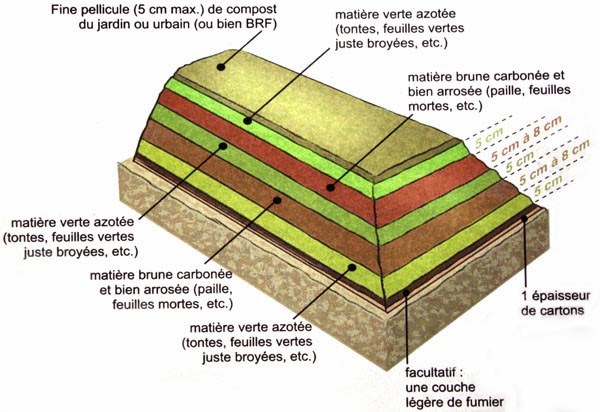 Fine pellicule (5 cm max.) de compost
du jardin ou urbain (ou bien BRF)
matière verte azotée
(tontes, feuilles vertes
juste broyées, etc.)
matière brune carbonée et
bien arrosée (paille, feuilles
mortes, etc.)
5 cm
5 cm à 8 cm
5 cm
5 cm à 8 cm
5 cm
matière verte azotée
(tontes, feuilles vertes
juste broyées, etc.)
matière brune carbonée
et bien arrosée (paille,
feuilles mortes, etc.)
matière verte azotée
(tontes, feuilles vertes
juste broyées, etc.)
1 épaisseur
de cartons
facultatif :
une couche
légère de fumier